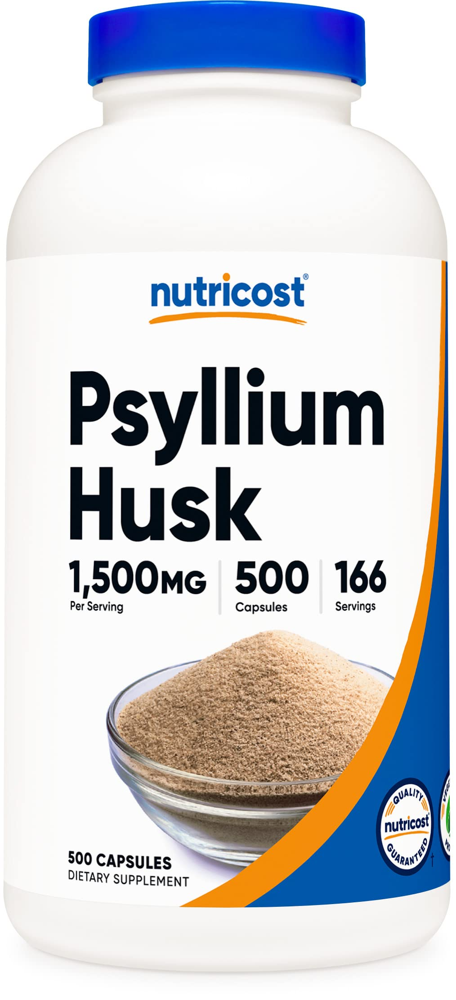 nutricost®
Psyllium
Husk
1,500MG
Per Serving
500
Capsules
166
Servings
500 CAPSULES
DIETARY SUPPLEMENT
QUALITY
nutricost®
GUARANTEED
†